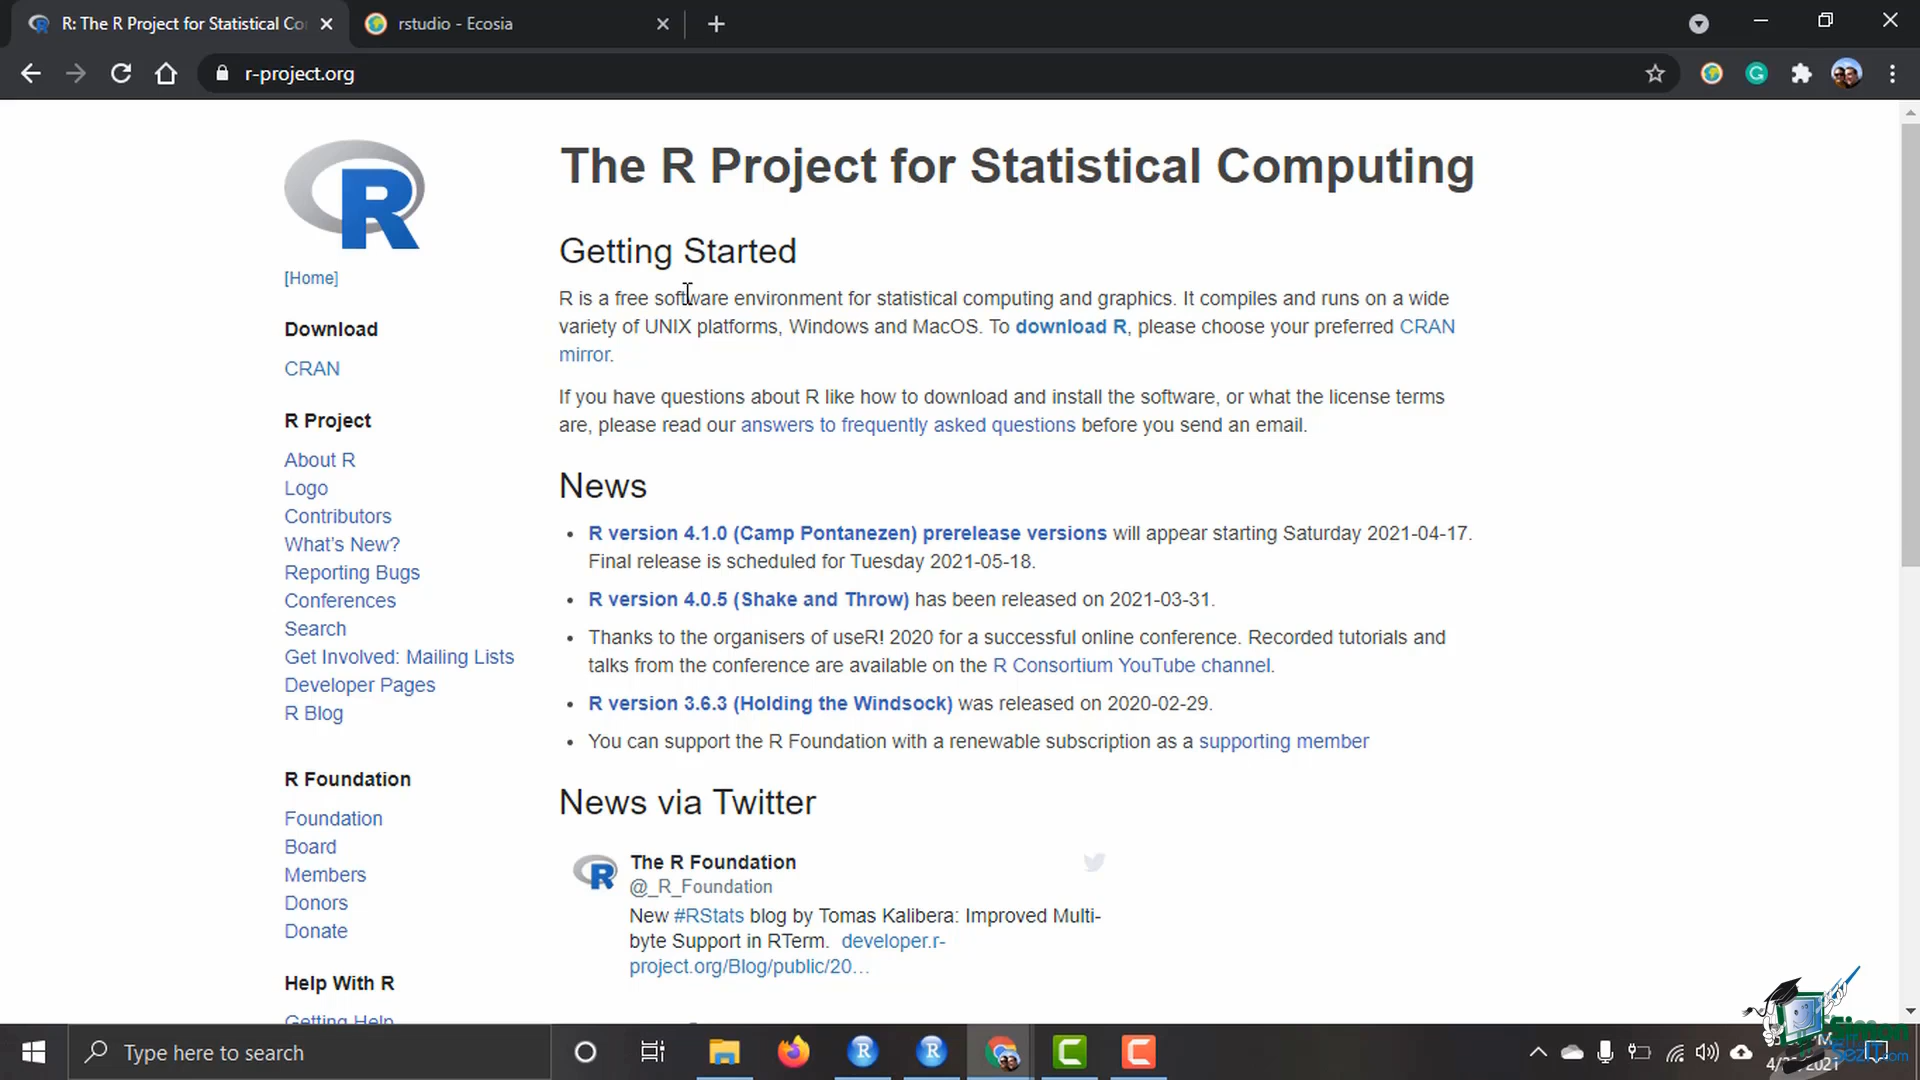 R: The R Project for Statistical Co
rstudio - Ecosia
r-project.org
R
[Home]
Download
CRAN
R Project
About R
Logo
Contributors
What's New?
Reporting Bugs
Conferences
Search
Get Involved: Mailing Lists
Developer Pages
R Blog
R Foundation
Foundation
Board
Members
Donors
Donate
Help With R
Getting Help
The R Project for Statistical Computing
Getting Started
R is a free software environment for statistical computing and graphics. It compiles and runs on a wide
variety of UNIX platforms, Windows and MacOS. To download R, please choose your preferred CRAN
mirror.
If you have questions about R like how to download and install the software, or what the license terms
are, please read our answers to frequently asked questions before you send an email.
News
• R version 4.1.0 (Camp Pontanezen) prerelease versions will appear starting Saturday 2021-04-17.
Final release is scheduled for Tuesday 2021-05-18.
• R version 4.0.5 (Shake and Throw) has been released on 2021-03-31.
• Thanks to the organisers of useR! 2020 for a successful online conference. Recorded tutorials and
talks from the conference are available on the R Consortium YouTube channel.
• R version 3.6.3 (Holding the Windsock) was released on 2020-02-29.
• You can support the R Foundation with a renewable subscription as a supporting member
News via Twitter
The R Foundation
@_R_Foundation
New #RStats blog by Tomas Kalibera: Improved Multi-
byte Support in RTerm. developer.r-
project.org/Blog/public/20…
Type here to search
Simon
SezIT.com